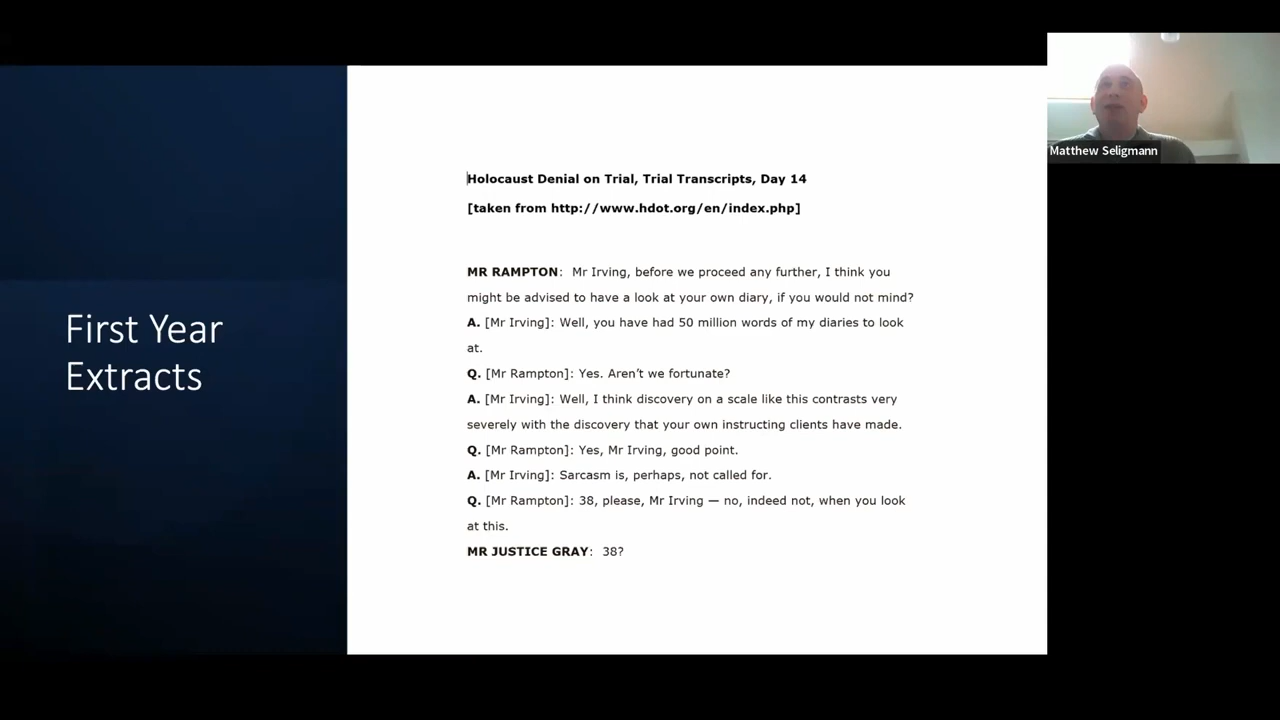 First Year
Extracts
Holocaust Denial on Trial, Trial Transcripts, Day 14
[taken from http://www.hdot.org/en/index.php]
MR RAMPTON:  Mr Irving, before we proceed any further, I think you
might be advised to have a look at your own diary, if you would not mind?
A. [Mr Irving]: Well, you have had 50 million words of my diaries to look
at.
Q. [Mr Rampton]: Yes. Aren’t we fortunate?
A. [Mr Irving]: Well, I think discovery on a scale like this contrasts very
severely with the discovery that your own instructing clients have made.
Q. [Mr Rampton]: Yes, Mr Irving, good point.
A. [Mr Irving]: Sarcasm is, perhaps, not called for.
Q. [Mr Rampton]: 38, please, Mr Irving — no, indeed not, when you look
at this.
MR JUSTICE GRAY:  38?
Matthew Seligmann